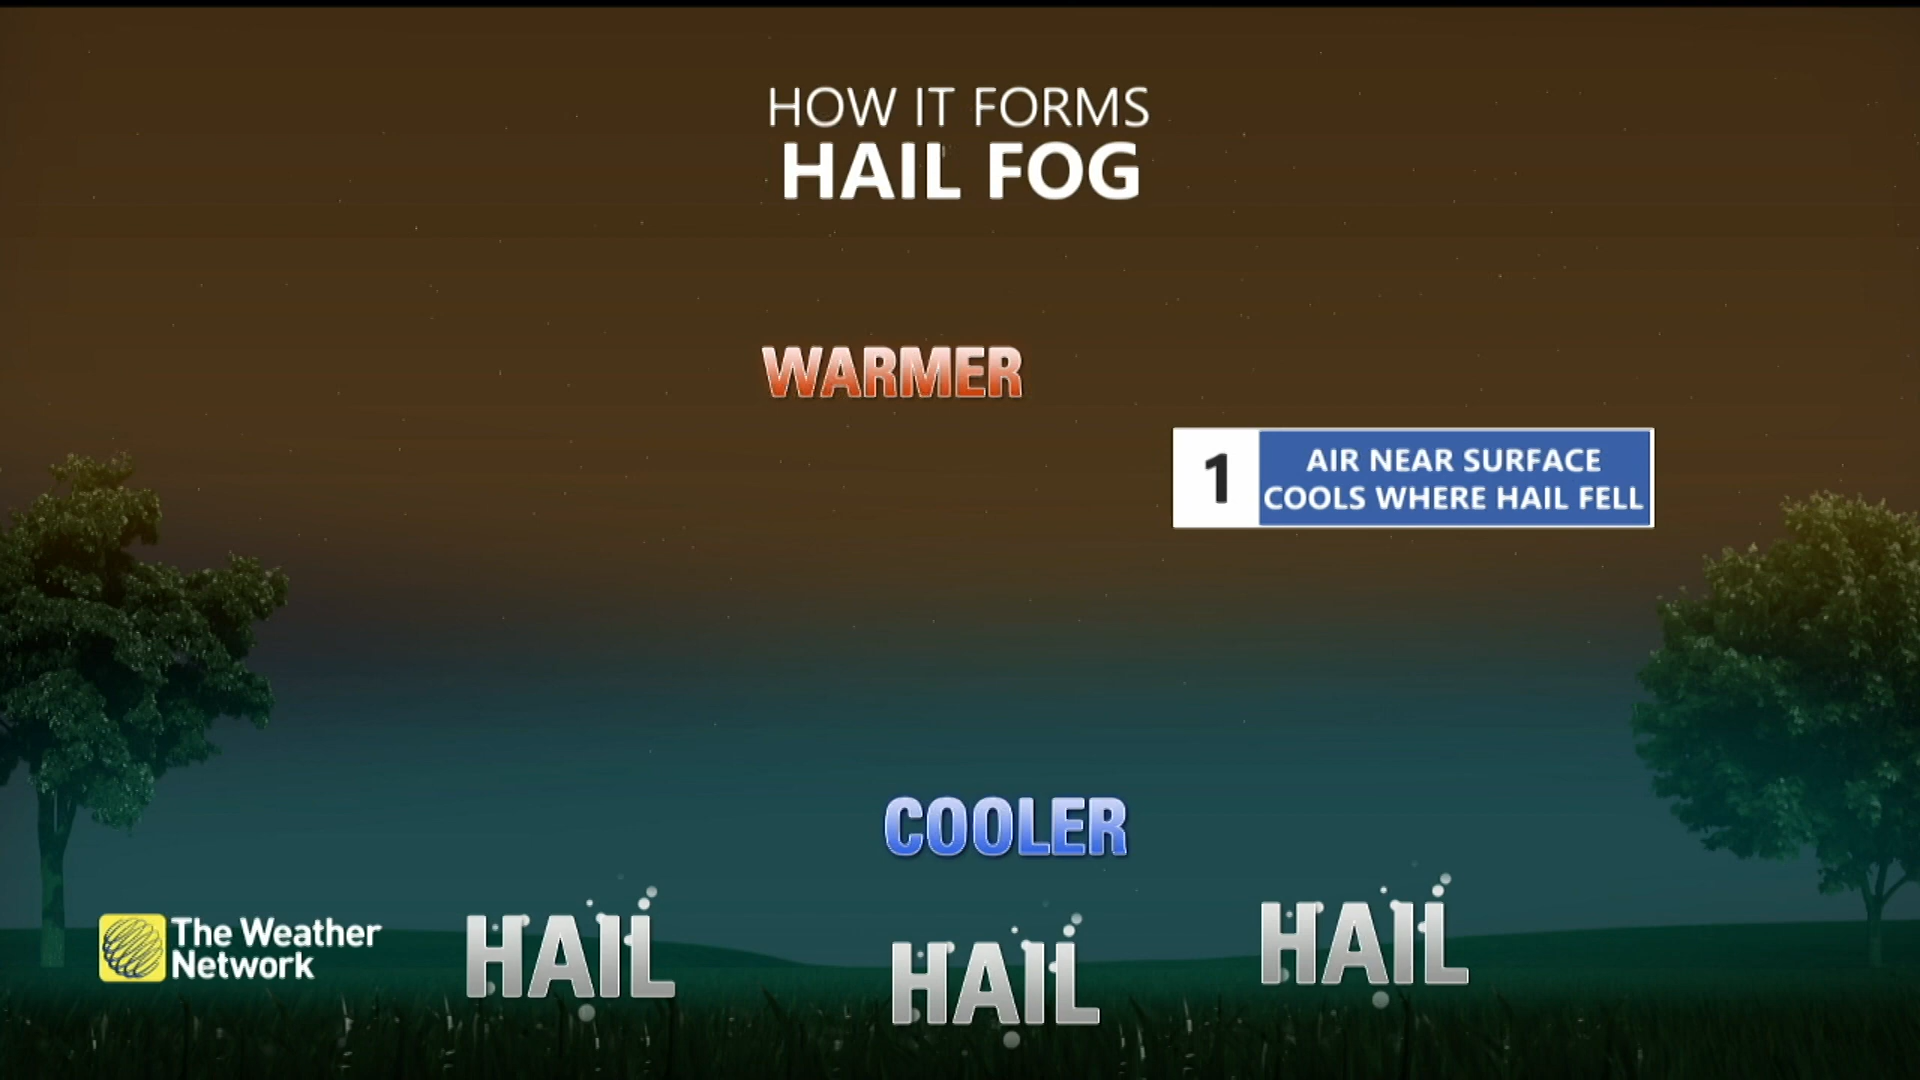 HOW IT FORMS
HAIL FOG
WARMER
1
AIR NEAR SURFACE
COOLS WHERE HAIL FELL
COOLER
The Weather
Network
HAIL
HAIL
HAIL